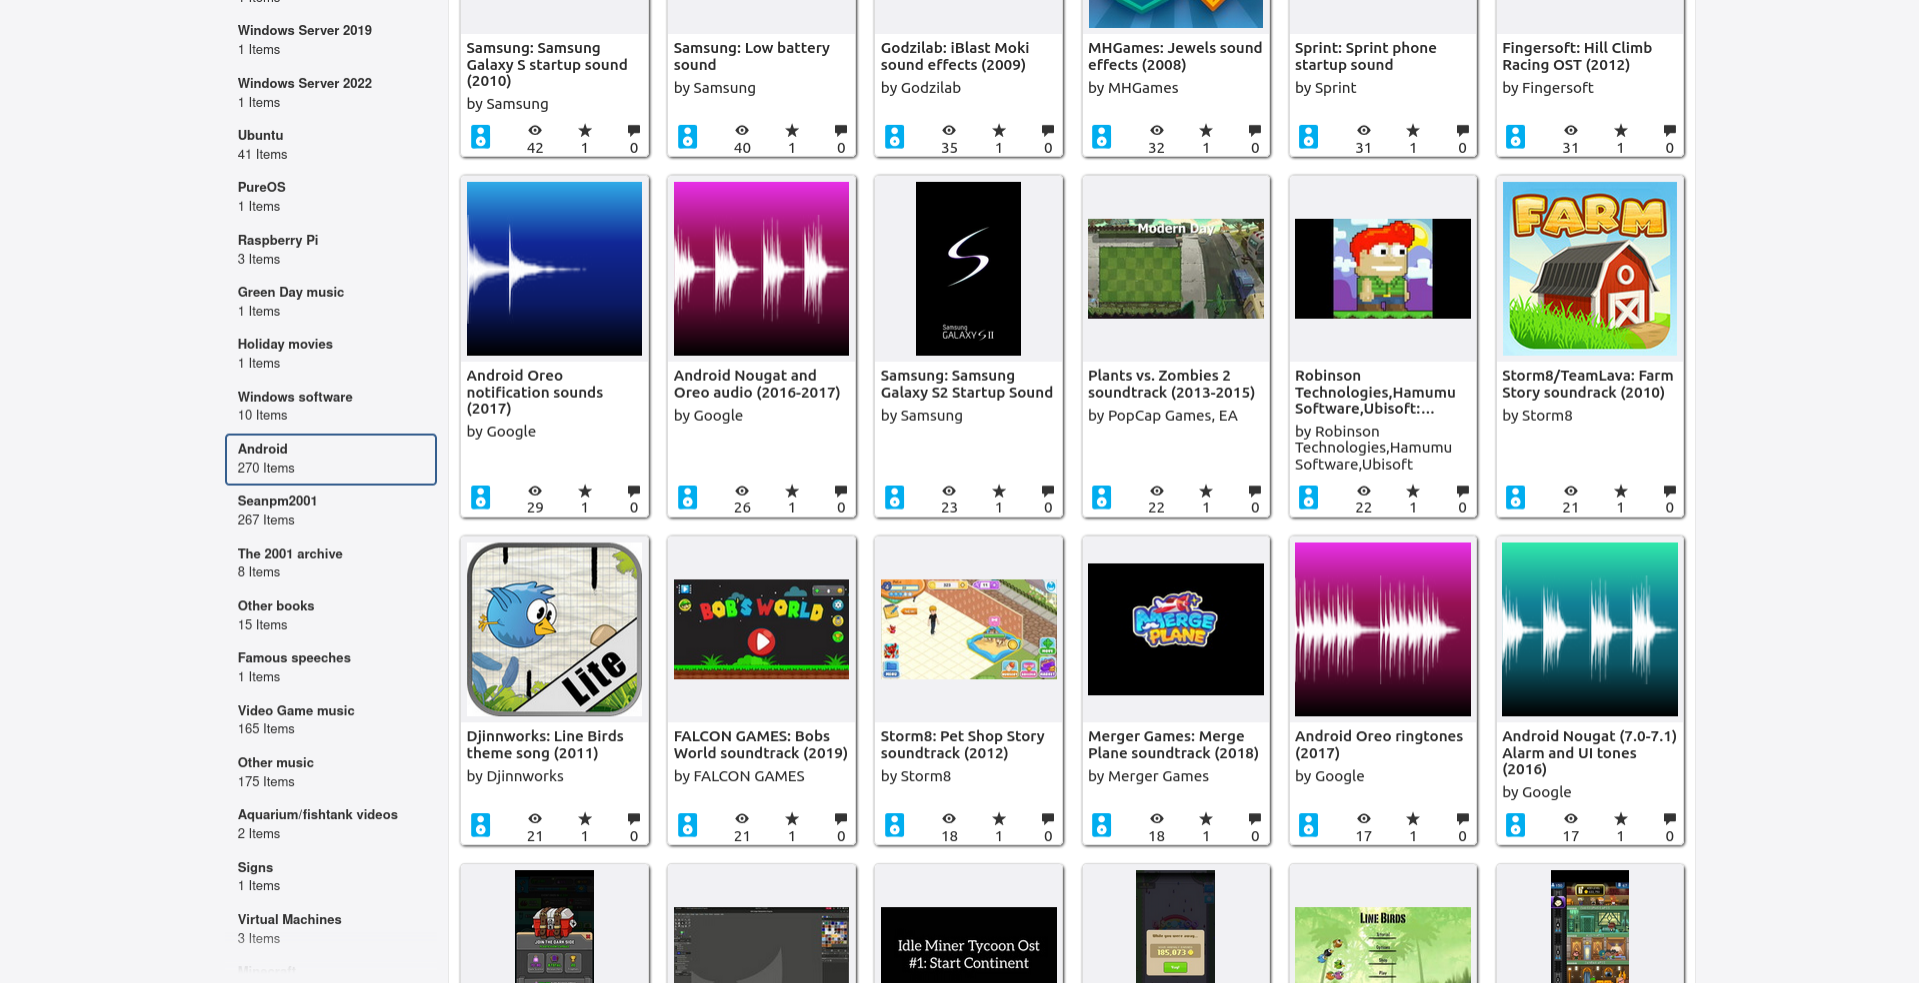 Windows Server 2019
1 Items
Windows Server 2022
1 Items
Ubuntu
41 Items
PureOS
1 Items
Raspberry Pi
3 Items
Green Day music
1 Items
Holiday movies
1 Items
Windows software
10 Items
Android
270 Items
Seanpm2001
267 Items
The 2001 archive
8 Items
Other books
15 Items
Famous speeches
1 Items
Video Game music
165 Items
Other music
175 Items
Aquarium/fishtank videos
2 Items
Signs
1 Items
Virtual Machines
3 Items
Samsung: Samsung
Galaxy S startup sound
(2010)
by Samsung
42 1 0
Samsung: Low battery
sound
by Samsung
40 1 0
Godzilab: iBlast Moki
sound effects (2009)
by Godzilab
35 1 0
MHGames: Jewels sound
effects (2008)
by MHGames
32 1 0
Sprint: Sprint phone
startup sound
by Sprint
31 1 0
Fingersoft: Hill Climb
Racing OST (2012)
by Fingersoft
31 1 0
Android Oreo
notification sounds
(2017)
by Google
29 1 0
Android Nougat and
Oreo audio (2016-2017)
by Google
26 1 0
Samsung
GALAXY S II
Samsung: Samsung
Galaxy S2 Startup Sound
by Samsung
23 1 0
Modern Day
Plants vs. Zombies 2
soundtrack (2013-2015)
by PopCap Games, EA
22 1 0
Robinson
Technologies,Hamumu
Software,Ubisoft:...
by Robinson
Technologies,Hamumu
Software,Ubisoft
22 1 0
FARM
Storm8/TeamLava: Farm
Story soundrack (2010)
by Storm8
21 1 0
Lite
Djinnworks: Line Birds
theme song (2011)
by Djinnworks
21 1 0
BOB'S WORLD
FALCON GAMES: Bobs
World soundtrack (2019)
by FALCON GAMES
21 1 0
Storm8: Pet Shop Story
soundtrack (2012)
by Storm8
18 1 0
MERGE
PLANE
Merger Games: Merge
Plane soundtrack (2018)
by Merger Games
18 1 0
Android Oreo ringtones
(2017)
by Google
17 1 0
Android Nougat (7.0-7.1)
Alarm and UI tones
(2016)
by Google
17 1 0
JOIN THE DARK SIDE
Idle Miner Tycoon Ost
#1: Start Continent
While you were away...
185,073
LINE BIRDS
Play